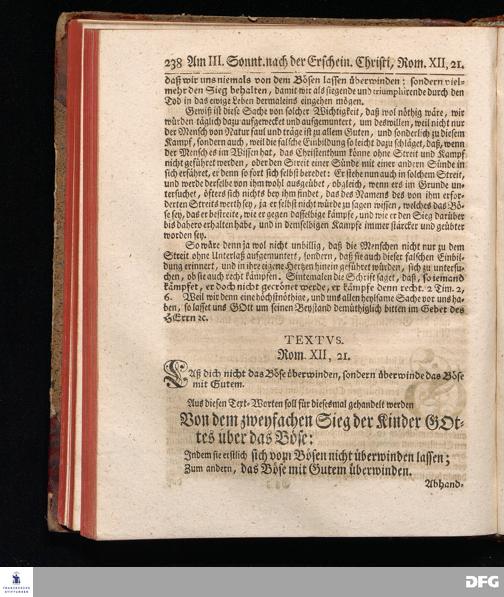 238 Am III. Sonnt. nach der Erschein. Christi, Rom. XII, 21.
daß wir uns niemals von dem Bösen lassen überwinden: sondern viel-
mehr den Sieg behalten, damit wir als siegende und triumphirende durch den
Tod in das ewige Leben dermaleins eingehen mögen.
Gewiß ist diese Sache von solcher Wichtigkeit, daß wol nöthig wäre, wir
würden täglich dazu aufgewecket und aufgemuntert, um deswillen, weil nicht nur
der Mensch von Natur faul und träge ist zu allem Guten, und sonderlich zu diesem
Kampf, sondern auch, weil die falsche Einbildung so leicht dazu schläget, daß, wenn
der Mensch es im Wissen hat, das Christenthum könne ohne Streit und Kampf
nicht geführet werden, oder den Streit einer Sünde mit einer andern Sünde in
sich erfähret, er denn so fort sich selbst beredet: Er stehe nun auch in solchem Streit,
und werde derselbe von ihm wohl ausgeübet, obgleich, wenn ers im Grunde un-
tersuchet, öfters sich nichts bey ihm findet, das des Namens des von ihm erfor-
derten Streits werth sey, ja er selbst nicht würde zu sagen wissen, welches das Bö-
se sey, das er bestreite, wie er gegen dasselbige kämpfe, und wie er den Sieg darüber
bis dahero erhalten habe, und in demselbigen Kampfe immer stärcker und geübter
worden sey.
So wäre denn ja wol nicht unbillig, daß die Menschen nicht nur zu dem
Streit ohne Unterlaß aufgemuntert, sondern, daß sie auch dieser falschen Einbil-
dung erinnert, und in ihre eigene Hertzen hinein geführet würden, sich zu untersu-
chen, ob sie auch recht kämpfen. Sintemalen die Schrift saget, daß, so iemand
kämpfet, er doch nicht gecrönet werde, er kämpfe denn recht. 2 Tim. 2,
6. Weil wir denn eine höchstnöthige, und uns allen heylsame Sache vor uns ha-
ben, so lasset uns GOtt um seinen Beystand demüthiglich bitten im Gebet des
HErrn ꝛc.
TEXTVS.
Rom. XII, 21.
Laß dich nicht das Böse überwinden, sondern überwinde das Böse
mit Gutem.
Aus diesen Text-Worten soll für diesesmal gehandelt werden
Von dem zweyfachen Sieg der Kinder GOt-
tes über das Böse:
Indem sie erstlich sich vom Bösen nicht überwinden lassen;
Zum andern, das Böse mit Gutem überwinden.
Abhand-
FRANCKESCHE
STIFTUNGEN
DFG